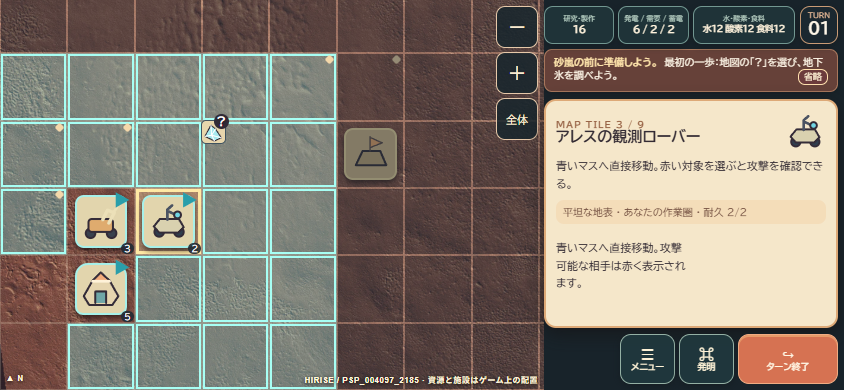 −
+
全体
?
3
2
5
▲ N
HIRISE / PSP_004097_2185 · 資源と施設はゲーム上の配置
研究・製作
16
発電 / 需要 / 蓄電
6 / 2 / 2
水・酸素・食料
水12 酸素12 食料12
TURN
01
砂嵐の前に準備しよう。 最初の一歩：地図の「?」を選び、地下
氷を調べよう。
省略
MAP TILE 3 / 9
アレスの観測ローバー
青いマスへ直接移動。赤い対象を選ぶと攻撃を確認でき
る。
平坦な地表・あなたの作業圏・耐久 2/2
青いマスへ直接移動。攻撃
可能な相手は赤く表示され
ます。
メニュー
発明
ターン終了